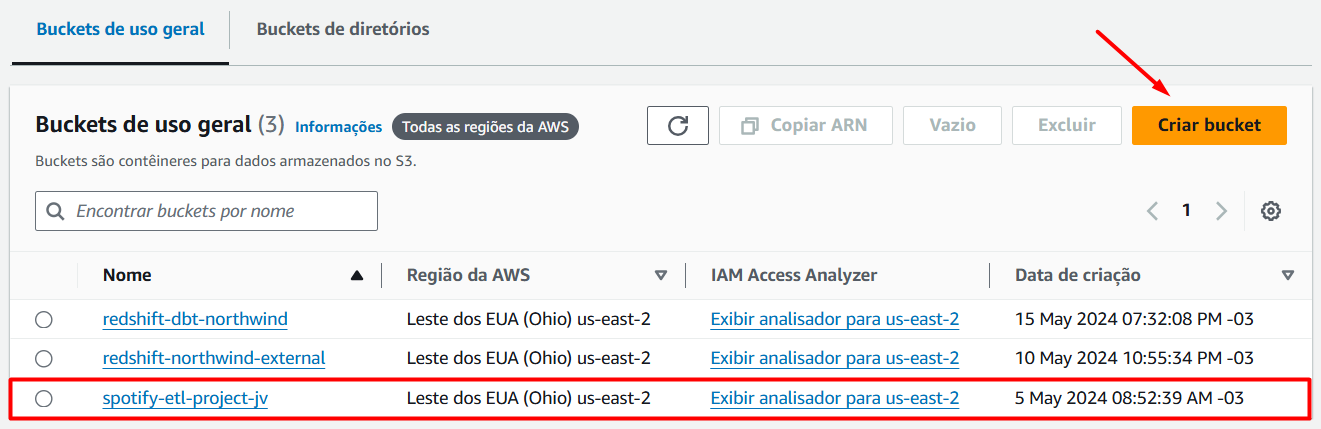 Buckets de uso geral Buckets de diretórios
Buckets de uso geral (3) Informações Todas as regiões da AWS Copiar ARN Vazio Excluir Criar bucket
Buckets são contêineres para dados armazenados no S3.
Encontrar buckets por nome 1
Nome Região da AWS IAM Access Analyzer Data de criação
redshift-dbt-northwind Leste dos EUA (Ohio) us-east-2 Exibir analisador para us-east-2 15 May 2024 07:32:08 PM -03
redshift-northwind-external Leste dos EUA (Ohio) us-east-2 Exibir analisador para us-east-2 10 May 2024 10:55:34 PM -03
spotify-etl-project-jv Leste dos EUA (Ohio) us-east-2 Exibir analisador para us-east-2 5 May 2024 08:52:39 AM -03